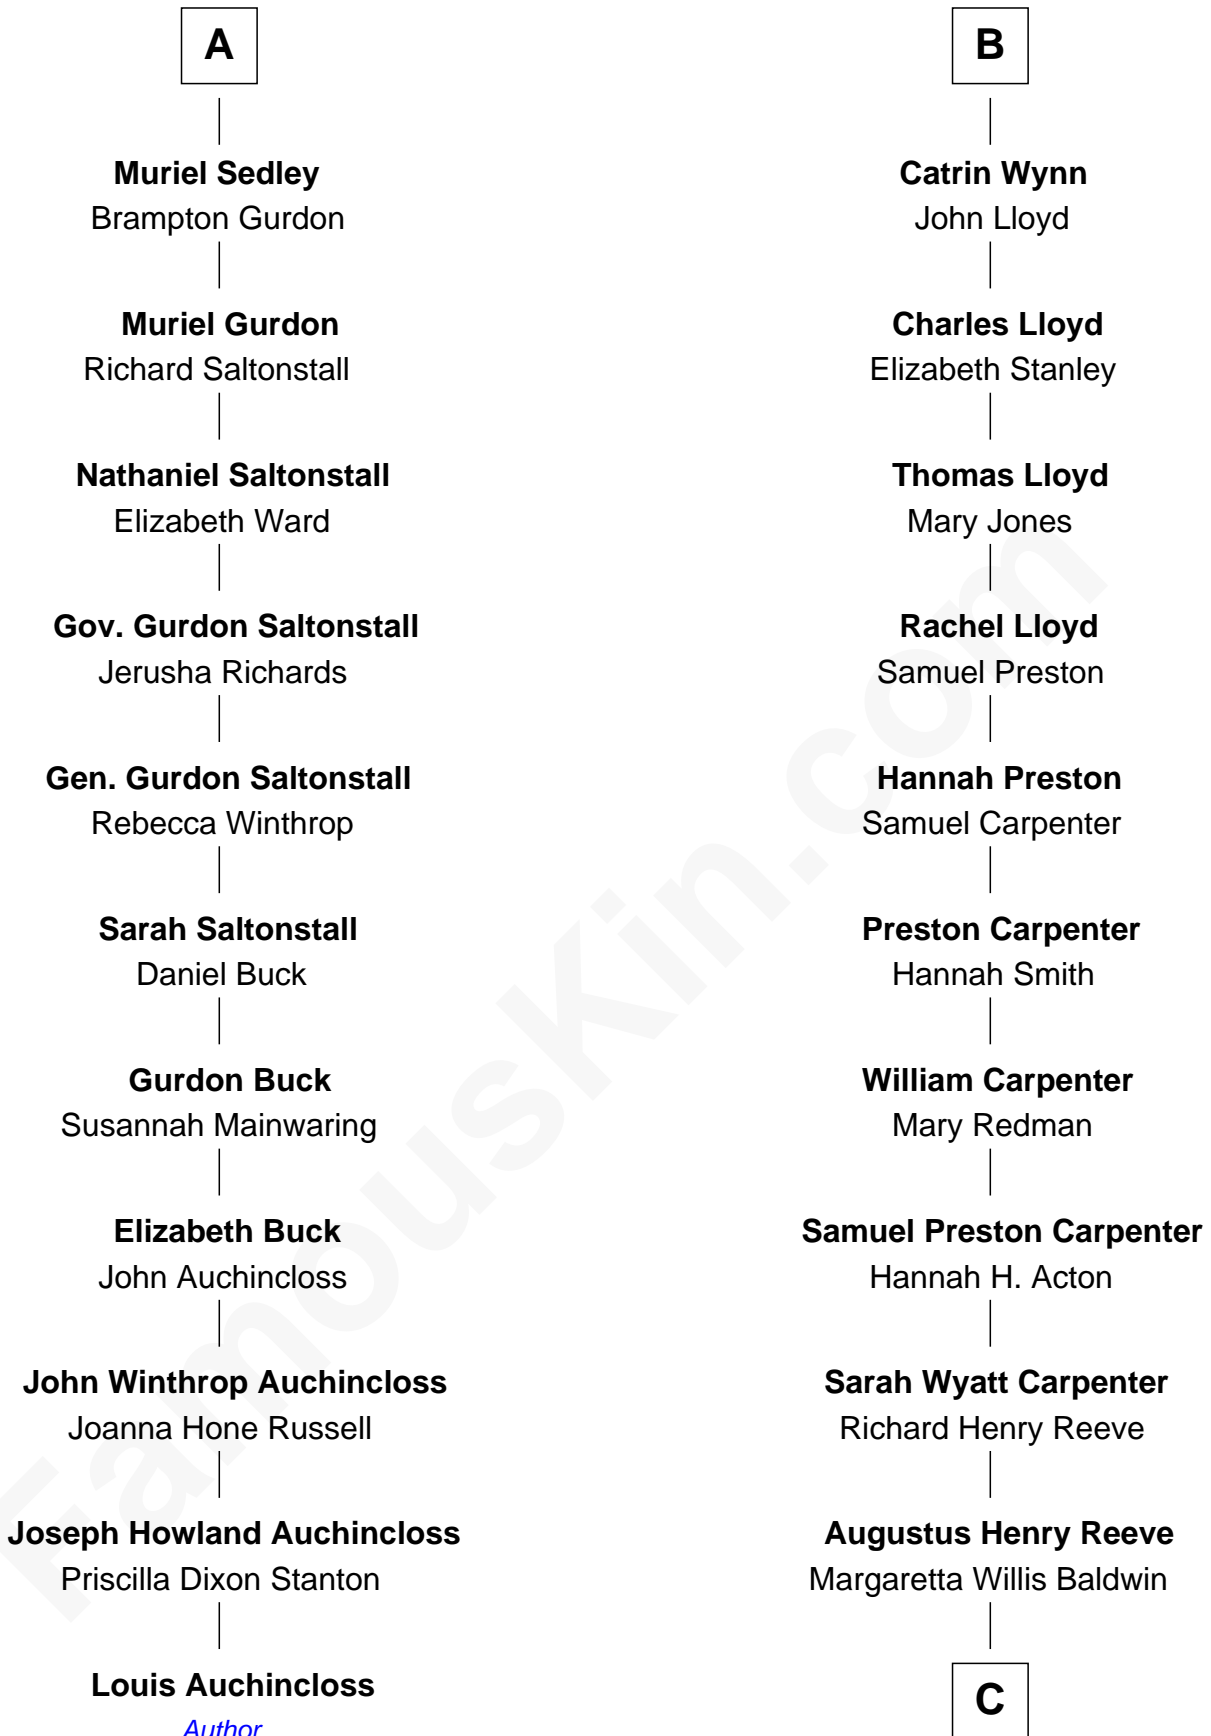 A
Muriel Sedley
Brampton Gurdon
Muriel Gurdon
Richard Saltonstall
Nathaniel Saltonstall
Elizabeth Ward
Gov. Gurdon Saltonstall
Jerusha Richards
Gen. Gurdon Saltonstall
Rebecca Winthrop
Sarah Saltonstall
Daniel Buck
Gurdon Buck
Susannah Mainwaring
Elizabeth Buck
John Auchincloss
John Winthrop Auchincloss
Joanna Hone Russell
Joseph Howland Auchincloss
Priscilla Dixon Stanton
Louis Auchincloss
Author
B
Catrin Wynn
John Lloyd
Charles Lloyd
Elizabeth Stanley
Thomas Lloyd
Mary Jones
Rachel Lloyd
Samuel Preston
Hannah Preston
Samuel Carpenter
Preston Carpenter
Hannah Smith
William Carpenter
Mary Redman
Samuel Preston Carpenter
Hannah H. Acton
Sarah Wyatt Carpenter
Richard Henry Reeve
Augustus Henry Reeve
Margaretta Willis Baldwin
C
FamousKin.com